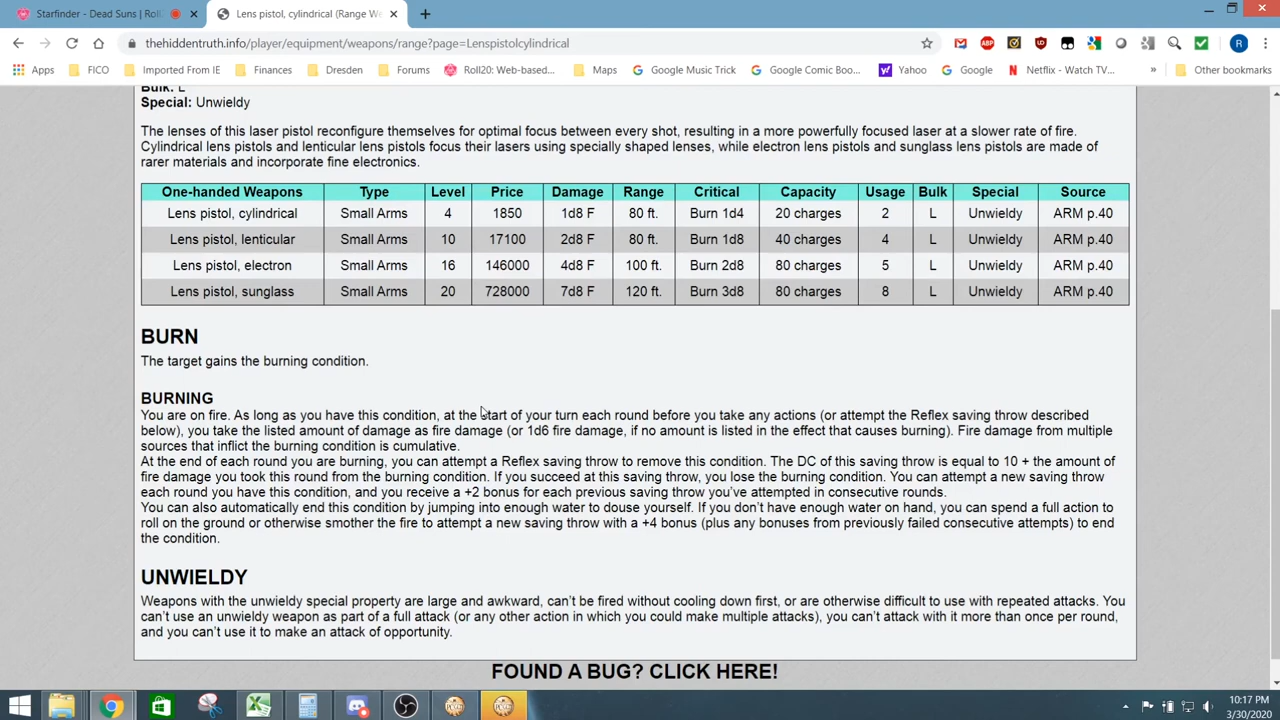 Starfinder - Dead Suns | Roll
Lens pistol, cylindrical (Range We
thehiddentruth.info/player/equipment/weapons/range?page=Lenspistolcylindrical
Apps FICO Imported From IE Finances Dresden Forums Roll20: Web-based... Maps Google Music Trick Google Comic Boo... Yahoo Google Netflix - Watch TV... » Other bookmarks
Bulk: L
Special: Unwieldy
The lenses of this laser pistol reconfigure themselves for optimal focus between every shot, resulting in a more powerfully focused laser at a slower rate of fire.
Cylindrical lens pistols and lenticular lens pistols focus their lasers using specially shaped lenses, while electron lens pistols and sunglass lens pistols are made of
rarer materials and incorporate fine electronics.
One-handed Weapons Type Level Price Damage Range Critical Capacity Usage Bulk Special Source
Lens pistol, cylindrical Small Arms 4 1850 1d8 F 80 ft. Burn 1d4 20 charges 2 L Unwieldy ARM p.40
Lens pistol, lenticular Small Arms 10 17100 2d8 F 80 ft. Burn 1d8 40 charges 4 L Unwieldy ARM p.40
Lens pistol, electron Small Arms 16 146000 4d8 F 100 ft. Burn 2d8 80 charges 5 L Unwieldy ARM p.40
Lens pistol, sunglass Small Arms 20 728000 7d8 F 120 ft. Burn 3d8 80 charges 8 L Unwieldy ARM p.40
BURN
The target gains the burning condition.
BURNING
You are on fire. As long as you have this condition, at the start of your turn each round before you take any actions (or attempt the Reflex saving throw described
below), you take the listed amount of damage as fire damage (or 1d6 fire damage, if no amount is listed in the effect that causes burning). Fire damage from multiple
sources that inflict the burning condition is cumulative.
At the end of each round you are burning, you can attempt a Reflex saving throw to remove this condition. The DC of this saving throw is equal to 10 + the amount of
fire damage you took this round from the burning condition. If you succeed at this saving throw, you lose the burning condition. You can attempt a new saving throw
each round you have this condition, and you receive a +2 bonus for each previous saving throw you've attempted in consecutive rounds.
You can also automatically end this condition by jumping into enough water to douse yourself. If you don't have enough water on hand, you can spend a full action to
roll on the ground or otherwise smother the fire to attempt a new saving throw with a +4 bonus (plus any bonuses from previously failed consecutive attempts) to end
the condition.
UNWIELDY
Weapons with the unwieldy special property are large and awkward, can't be fired without cooling down first, or are otherwise difficult to use with repeated attacks. You
can't use an unwieldy weapon as part of a full attack (or any other action in which you could make multiple attacks), you can't attack with it more than once per round,
and you can't use it to make an attack of opportunity.
FOUND A BUG? CLICK HERE!
10:17 PM
3/30/2020